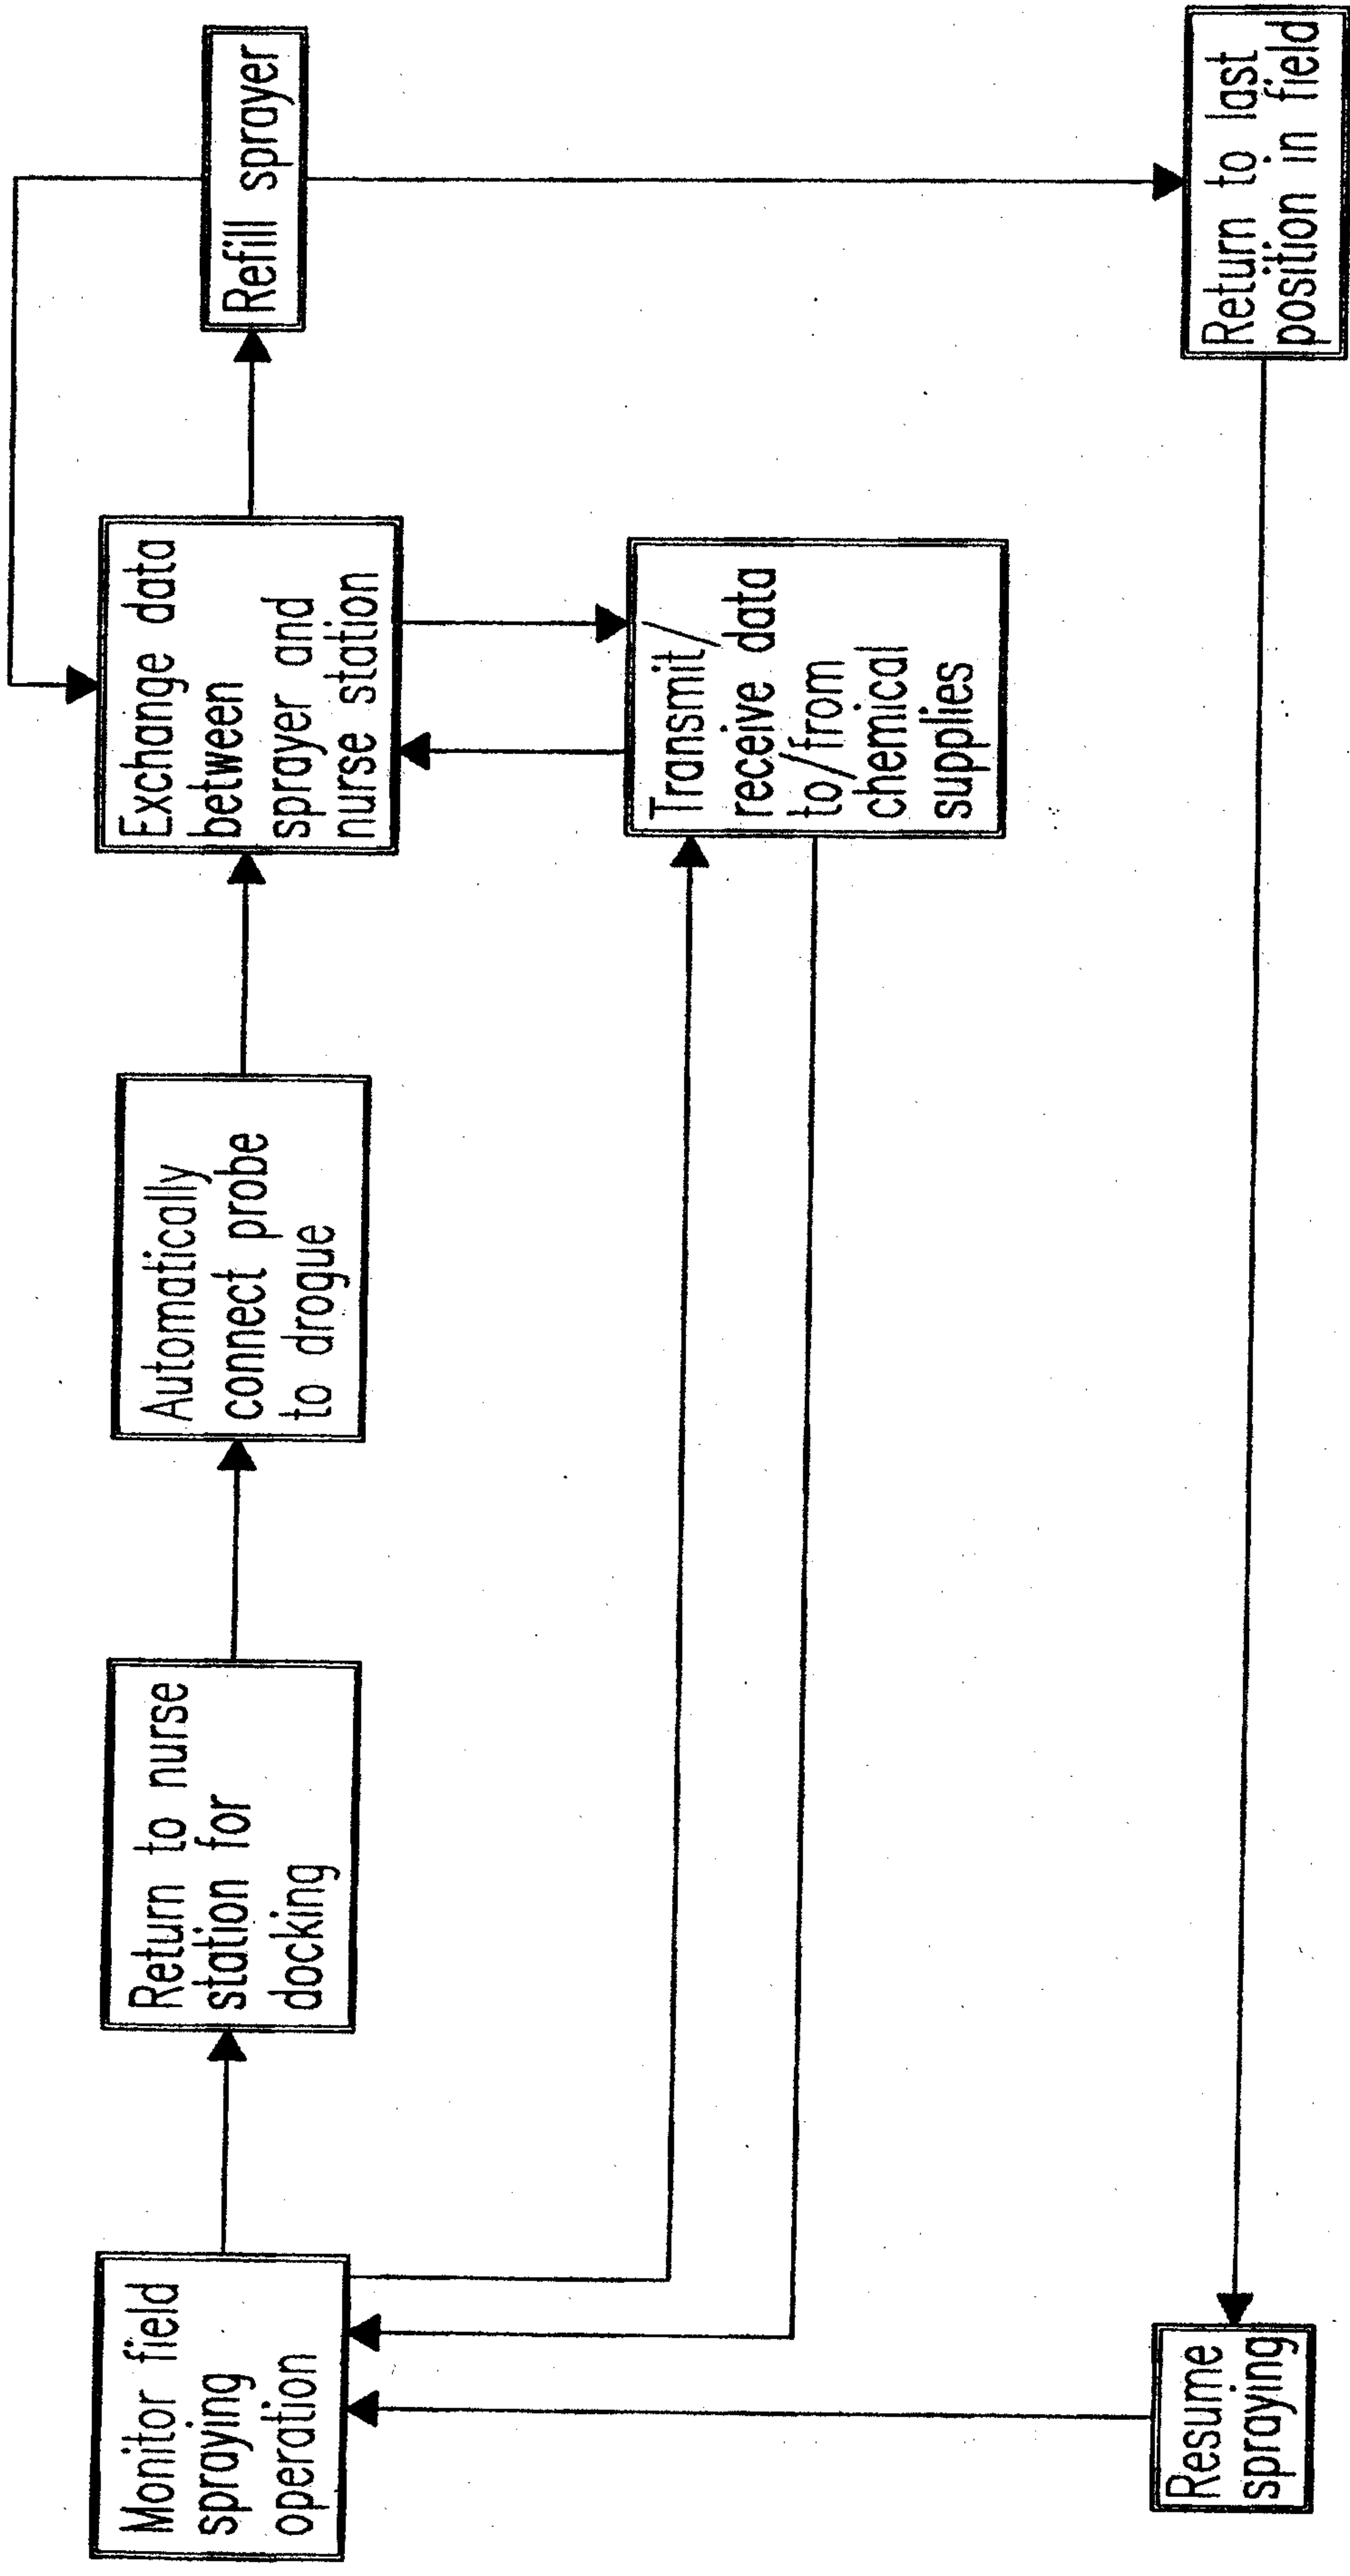 Monitor field
spraying
operation
Return to nurse
station for
docking
Automatically
connect probe
to drogue
Exchange data
between
sprayer and
nurse station
Refill sprayer
Transmit/
receive data
to/from
chemical
supplies
Resume
spraying
Return to last
position in field